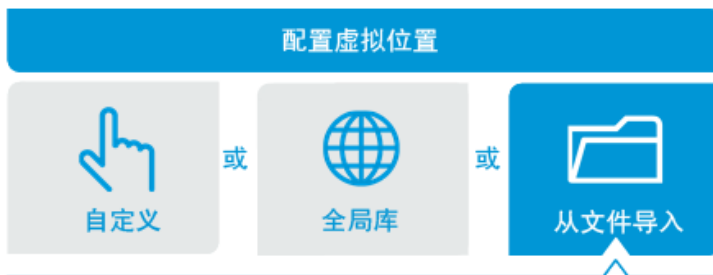 配置虚拟位置
或
或
自定义
全局库
从文件导入